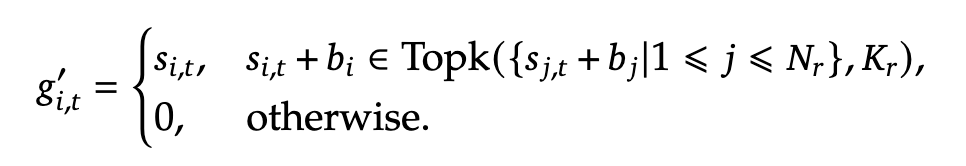 g′_{i,t} = { s_{i,t}, s_{i,t} + b_i ∈ Topk({s_{j,t} + b_j | 1 ⩽ j ⩽ N_r}, K_r),
0, otherwise.